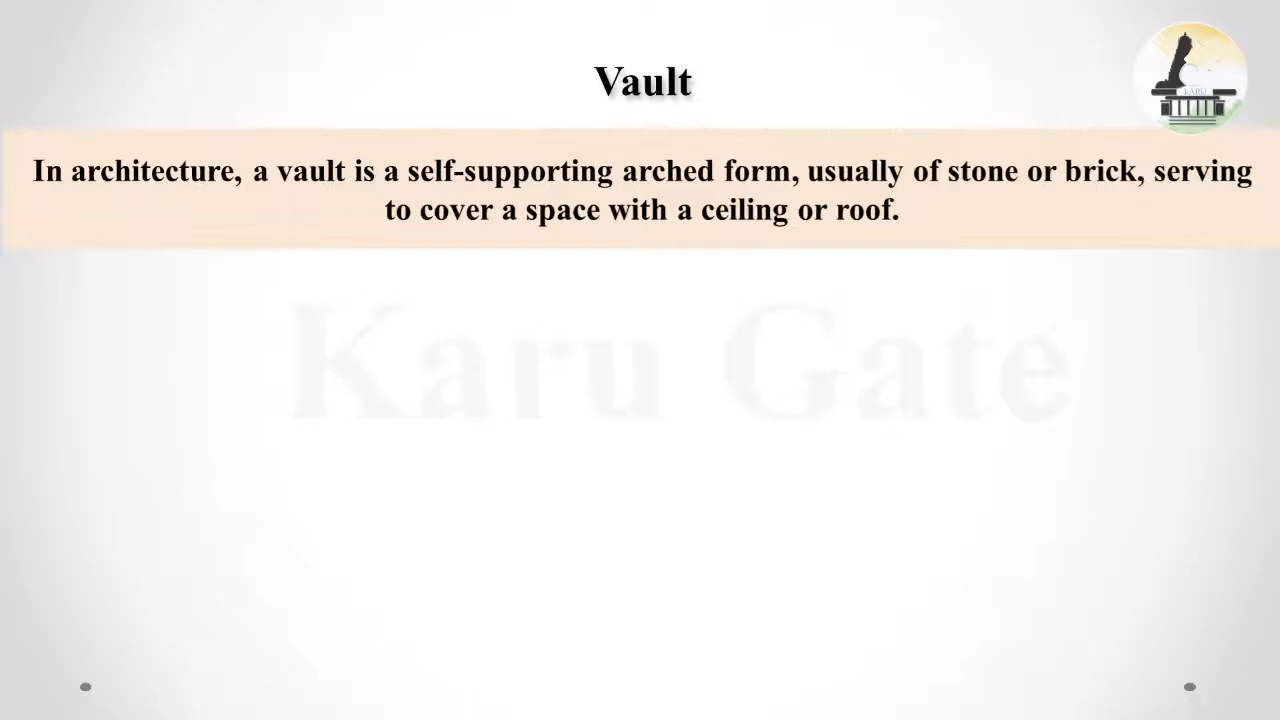 Vault
KARU
In architecture, a vault is a self-supporting arched form, usually of stone or brick, serving
to cover a space with a ceiling or roof.
Karu Gate